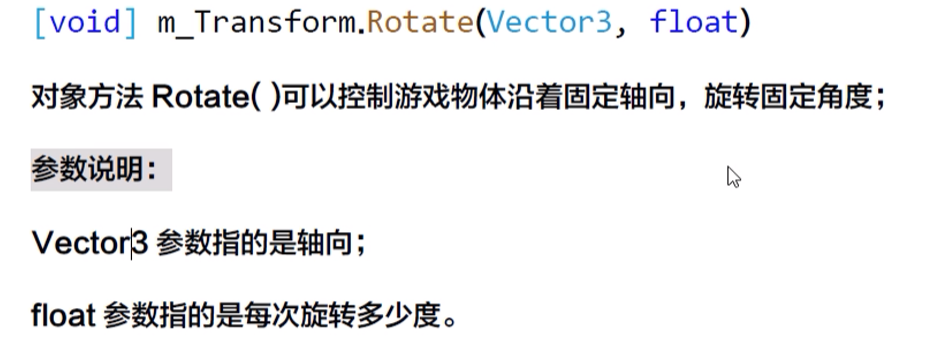 [void] m_Transform.Rotate(Vector3, float)
对象方法 Rotate( )可以控制游戏物体沿着固定轴向，旋转固定角度；
参数说明：
Vector3 参数指的是轴向；
float 参数指的是每次旋转多少度。